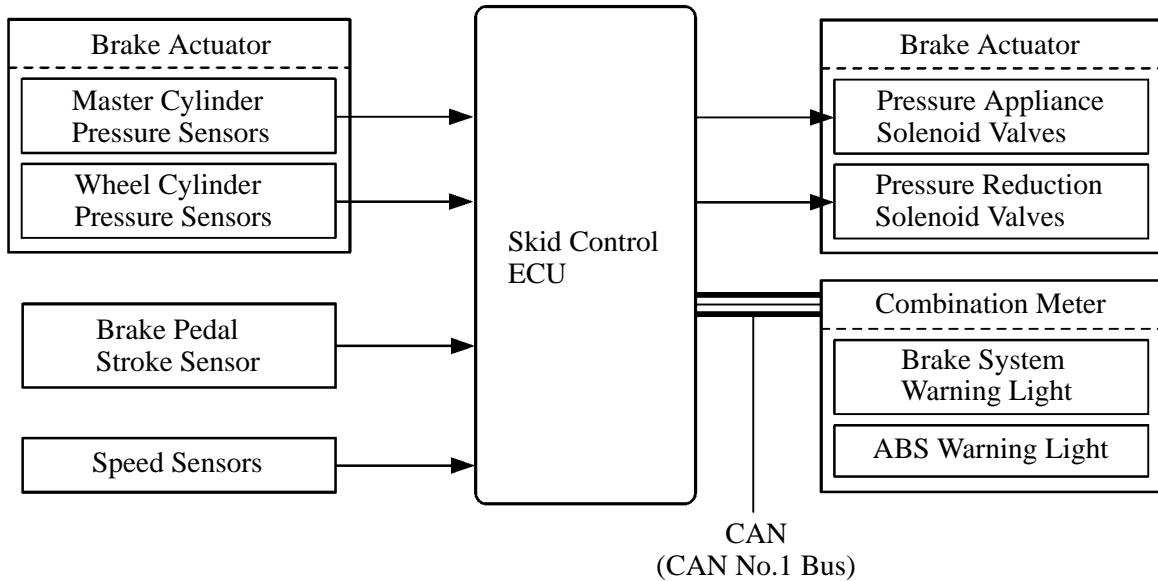 Brake Actuator
Master Cylinder
Pressure Sensors
Wheel Cylinder
Pressure Sensors
Brake Pedal
Stroke Sensor
Speed Sensors
Skid Control
ECU
Brake Actuator
Pressure Appliance
Solenoid Valves
Pressure Reduction
Solenoid Valves
Combination Meter
Brake System
Warning Light
ABS Warning Light
CAN
(CAN No.1 Bus)